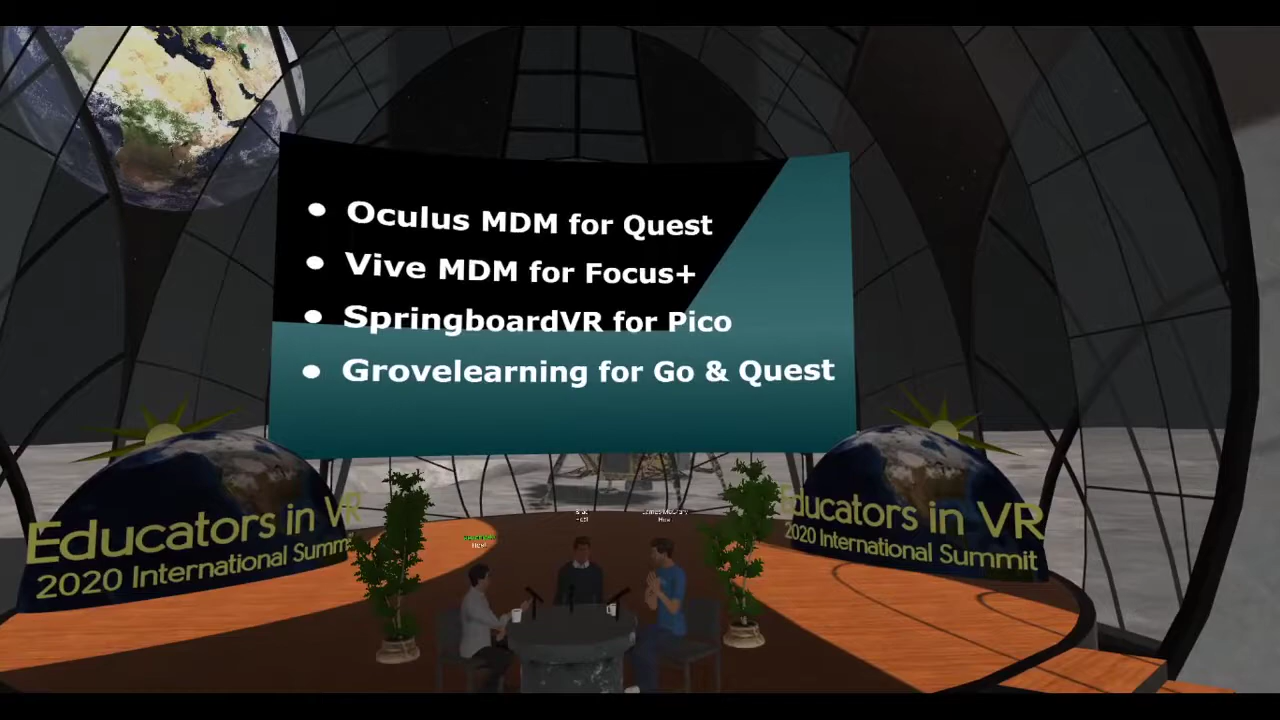 • Oculus MDM for Quest
• Vive MDM for Focus+
• SpringboardVR for Pico
• Grovelearning for Go & Quest
Educators in VR
2020 International Summit
Educators in VR
2020 International Summit
Host